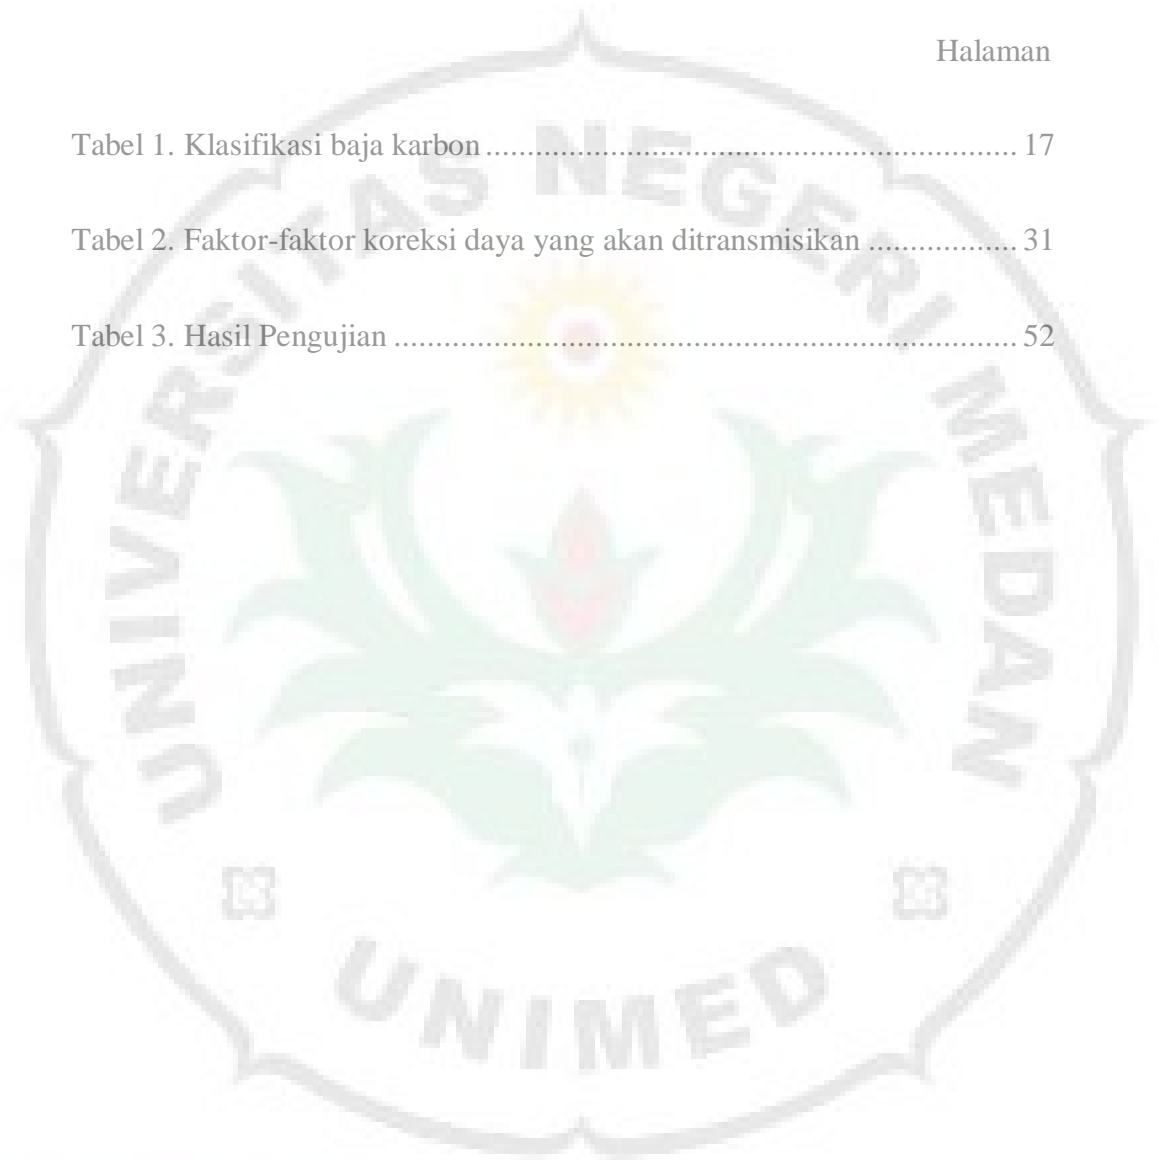 Halaman
Tabel 1. Klasifikasi baja karbon ................................................................ 17
Tabel 2. Faktor-faktor koreksi daya yang akan ditransmisikan .................. 31
Tabel 3. Hasil Pengujian ........................................................................... 52
UNIVERSITAS NEGERI MEDAN
UNIMED